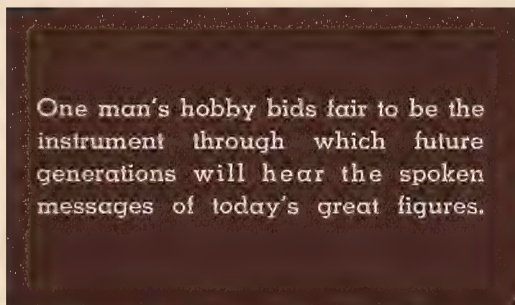 One man's hobby bids fair to be the
instrument through which future
generations will hear the spoken
messages of today's great figures.